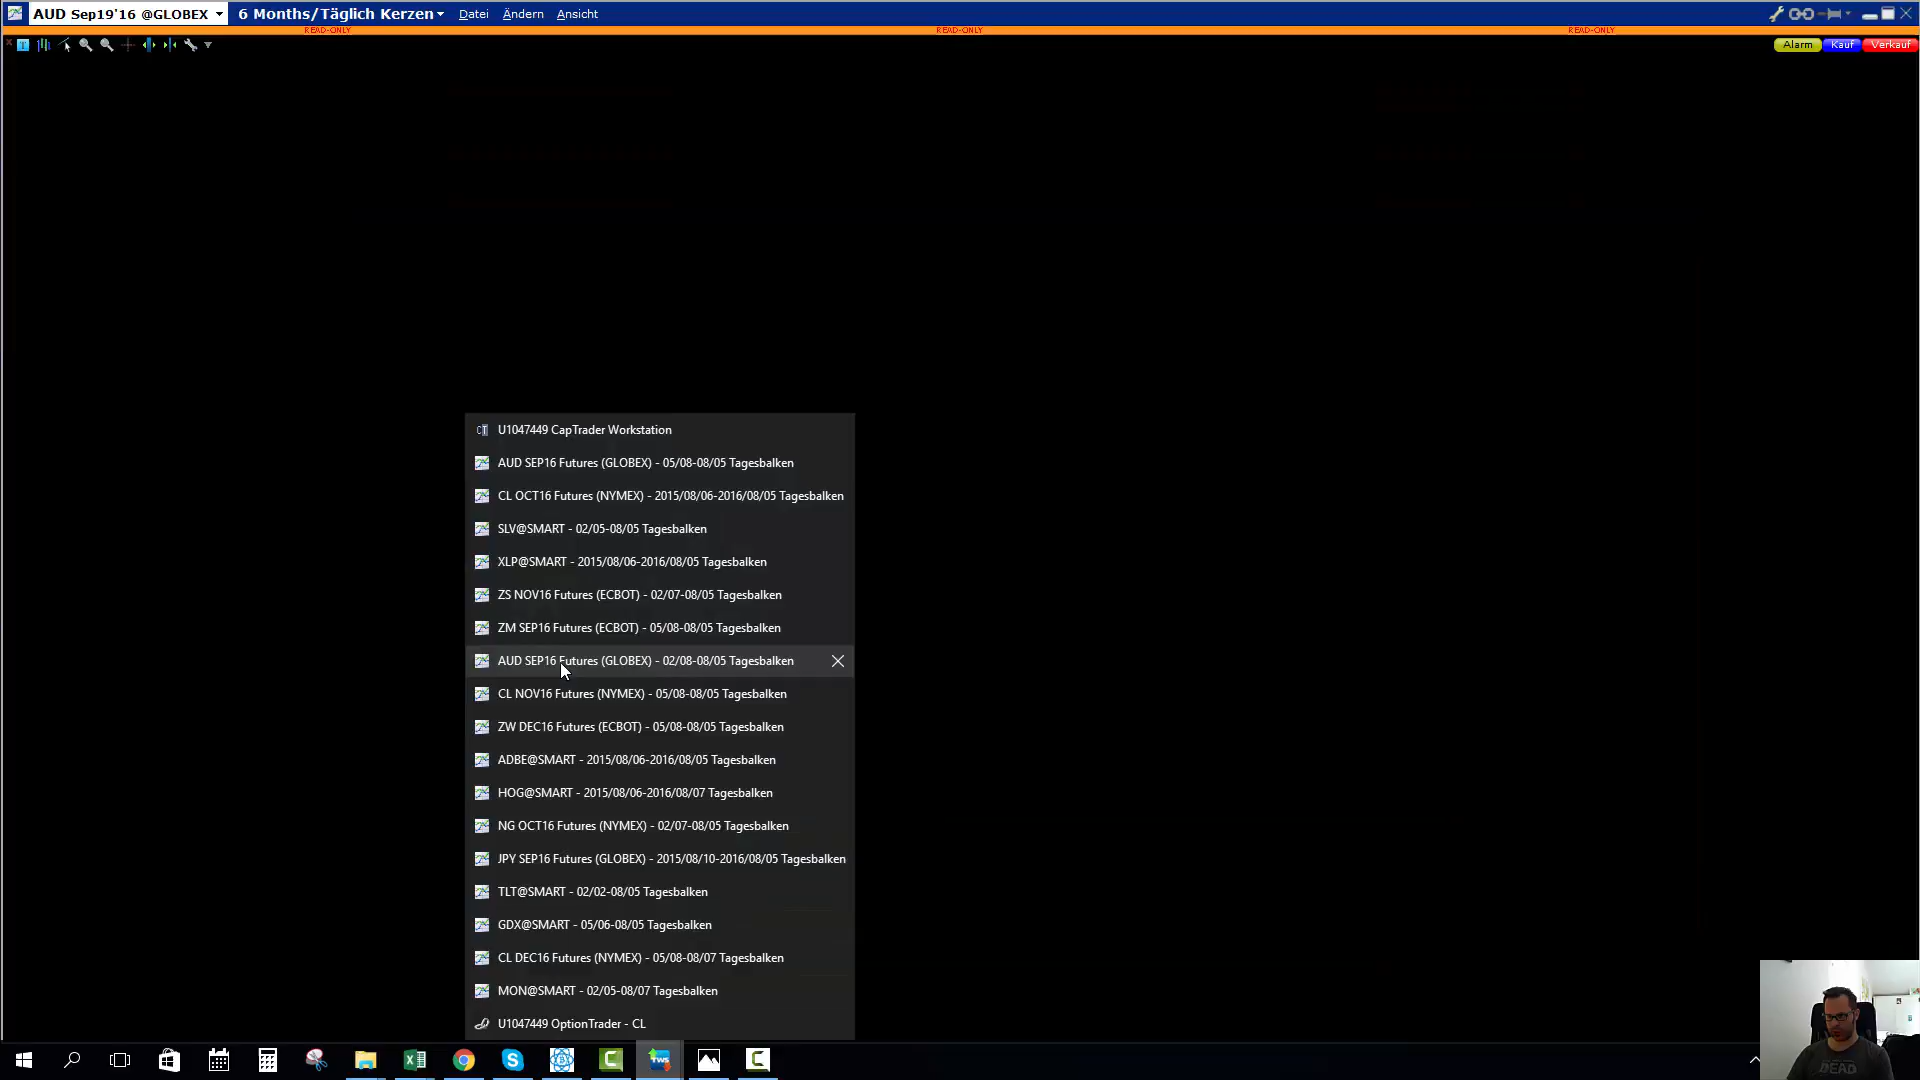 AUD Sep19'16 @GLOBEX 6 Months/Täglich Kerzen Datei Ändern Ansicht
READ-ONLY READ-ONLY READ-ONLY
Alarm Kauf Verkauf
U1047449 CapTrader Workstation
AUD SEP16 Futures (GLOBEX) - 05/08-08/05 Tagesbalken
CL OCT16 Futures (NYMEX) - 2015/08/06-2016/08/05 Tagesbalken
SLV@SMART - 02/05-08/05 Tagesbalken
XLP@SMART - 2015/08/06-2016/08/05 Tagesbalken
ZS NOV16 Futures (ECBOT) - 02/07-08/05 Tagesbalken
ZM SEP16 Futures (ECBOT) - 05/08-08/05 Tagesbalken
AUD SEP16 Futures (GLOBEX) - 02/08-08/05 Tagesbalken
CL NOV16 Futures (NYMEX) - 05/08-08/05 Tagesbalken
ZW DEC16 Futures (ECBOT) - 05/08-08/05 Tagesbalken
ADBE@SMART - 2015/08/06-2016/08/05 Tagesbalken
HOG@SMART - 2015/08/06-2016/08/07 Tagesbalken
NG OCT16 Futures (NYMEX) - 02/07-08/05 Tagesbalken
JPY SEP16 Futures (GLOBEX) - 2015/08/10-2016/08/05 Tagesbalken
TLT@SMART - 02/02-08/05 Tagesbalken
GDX@SMART - 05/06-08/05 Tagesbalken
CL DEC16 Futures (NYMEX) - 05/08-08/07 Tagesbalken
MON@SMART - 02/05-08/07 Tagesbalken
U1047449 OptionTrader - CL
TWS
DEAD